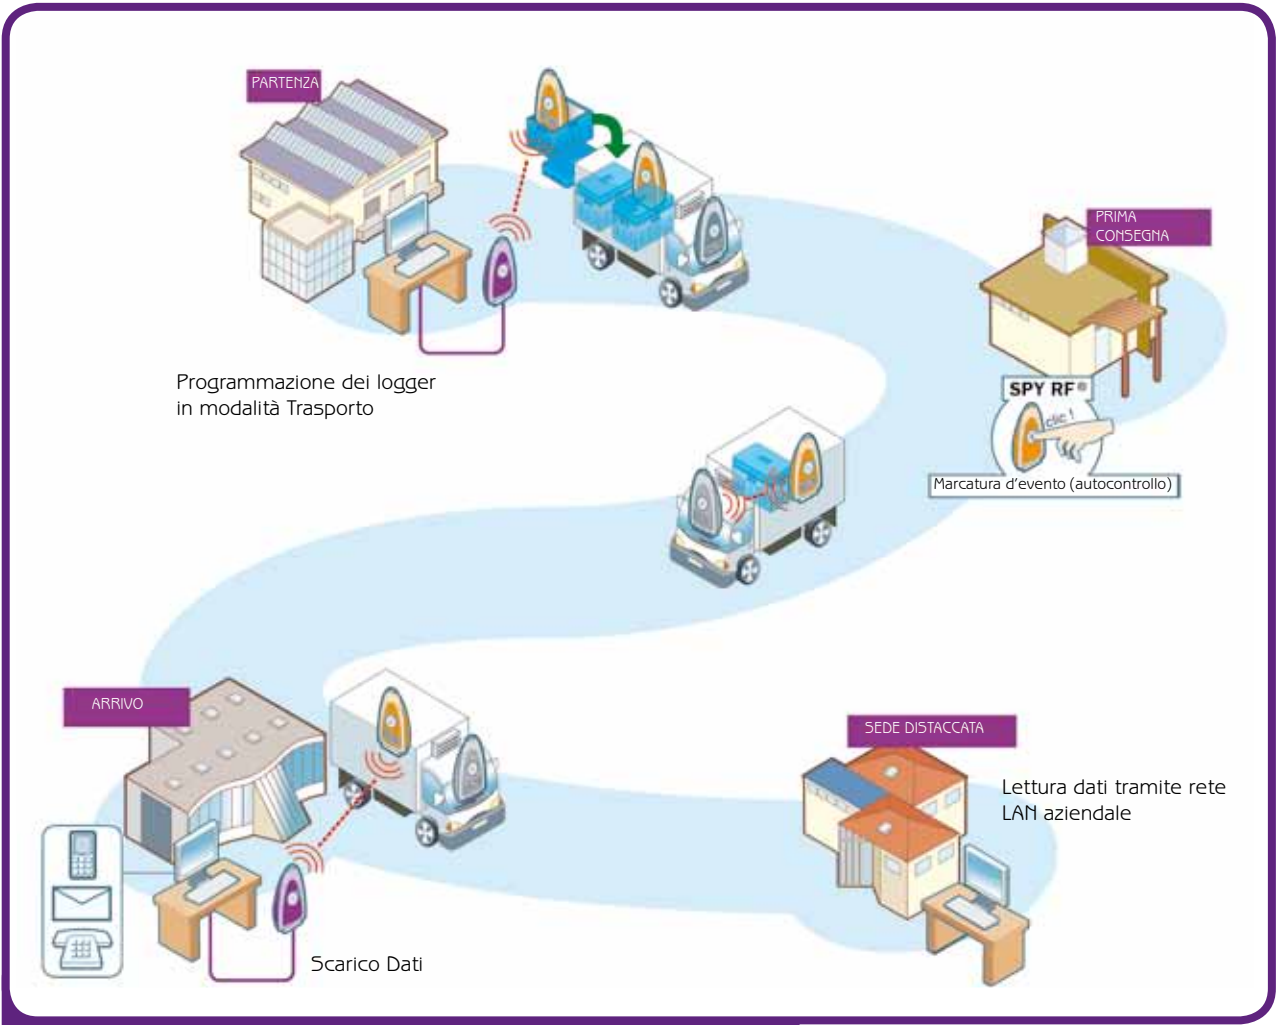 PARTENZA
PRIMA
CONSEGNA
Programmazione dei logger
in modalità Trasporto
SPY RF®
clic !
Marcatura d'evento (autocontrollo)
ARRIVO
SEDE DISTACCATA
Lettura dati tramite rete
LAN aziendale
Scarico Dati